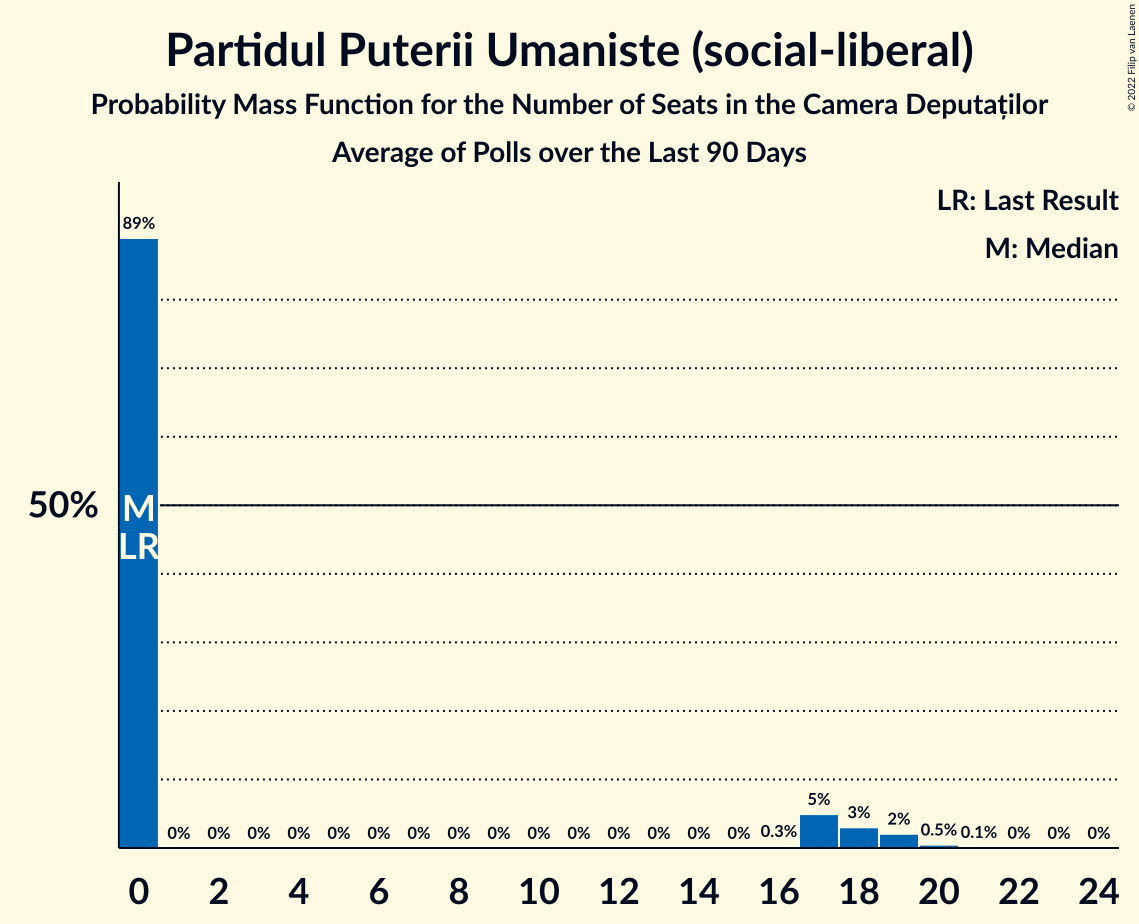 Partidul Puterii Umaniste (social-liberal)
Probability Mass Function for the Number of Seats in the Camera Deputaților
Average of Polls over the Last 90 Days
© 2022 Filip van Laenen
LR: Last Result
M: Median
89%
50%
M
LR
0% 0% 0% 0% 0% 0% 0% 0% 0% 0% 0% 0% 0% 0% 0% 0.3% 5% 3% 2% 0.5% 0.1% 0% 0% 0%
0 2 4 6 8 10 12 14 16 18 20 22 24